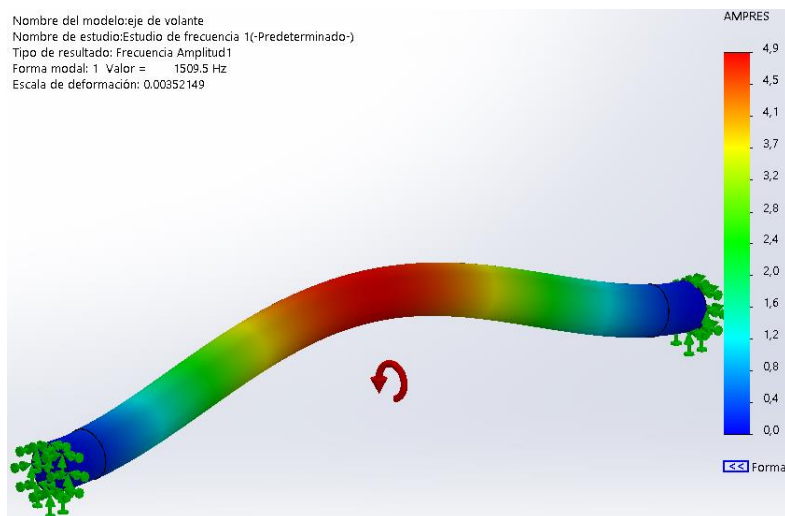 Nombre del modelo:eje de volante
Nombre de estudio:Estudio de frecuencia 1(-Predeterminado-)
Tipo de resultado: Frecuencia Amplitud1
Forma modal: 1 Valor = 1509.5 Hz
Escala de deformación: 0.00352149
AMPRES
4,9
4,5
4,1
3,7
3,2
2,8
2,4
2,0
1,6
1,2
0,8
0,4
0,0
<< Forma